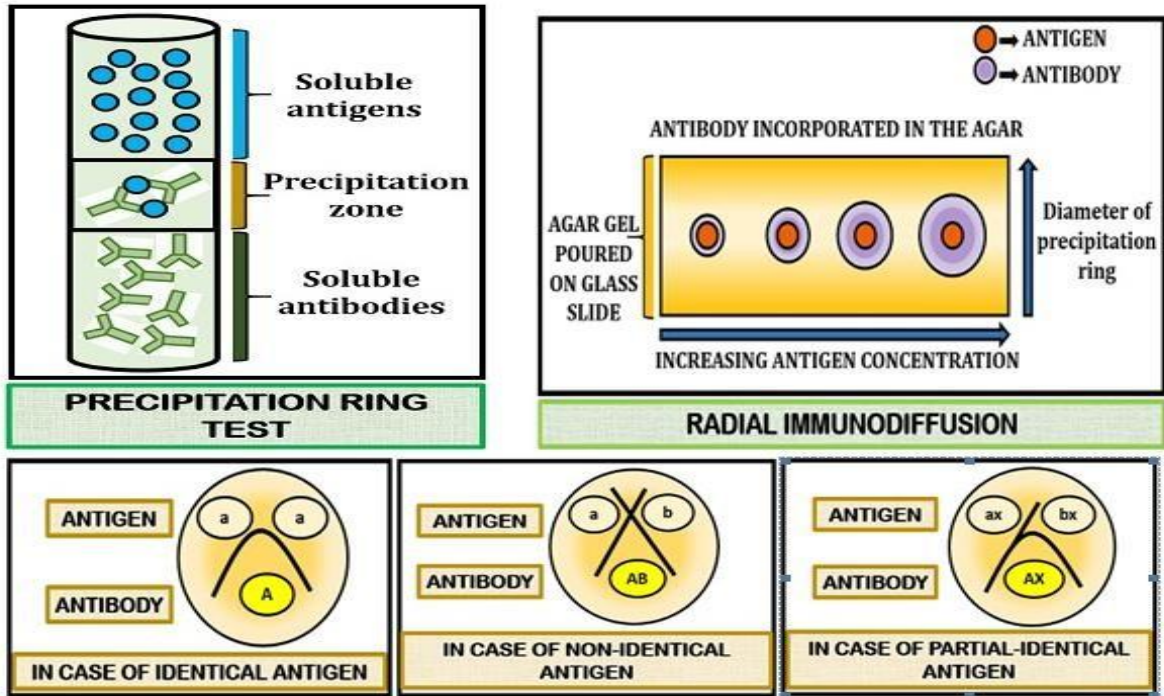 Soluble
antigens
Precipitation
zone
Soluble
antibodies
PRECIPITATION RING
TEST
ANTIGEN
ANTIBODY
ANTIBODY INCORPORATED IN THE AGAR
AGAR GEL
POURED
ON GLASS
SLIDE
Diameter of
precipitation
ring
INCREASING ANTIGEN CONCENTRATION
RADIAL IMMUNODIFFUSION
ANTIGEN
a a
ANTIBODY
A
IN CASE OF IDENTICAL ANTIGEN
ANTIGEN
a b
ANTIBODY
AB
IN CASE OF NON-IDENTICAL
ANTIGEN
ANTIGEN
ax bx
ANTIBODY
AX
IN CASE OF PARTIAL-IDENTICAL
ANTIGEN